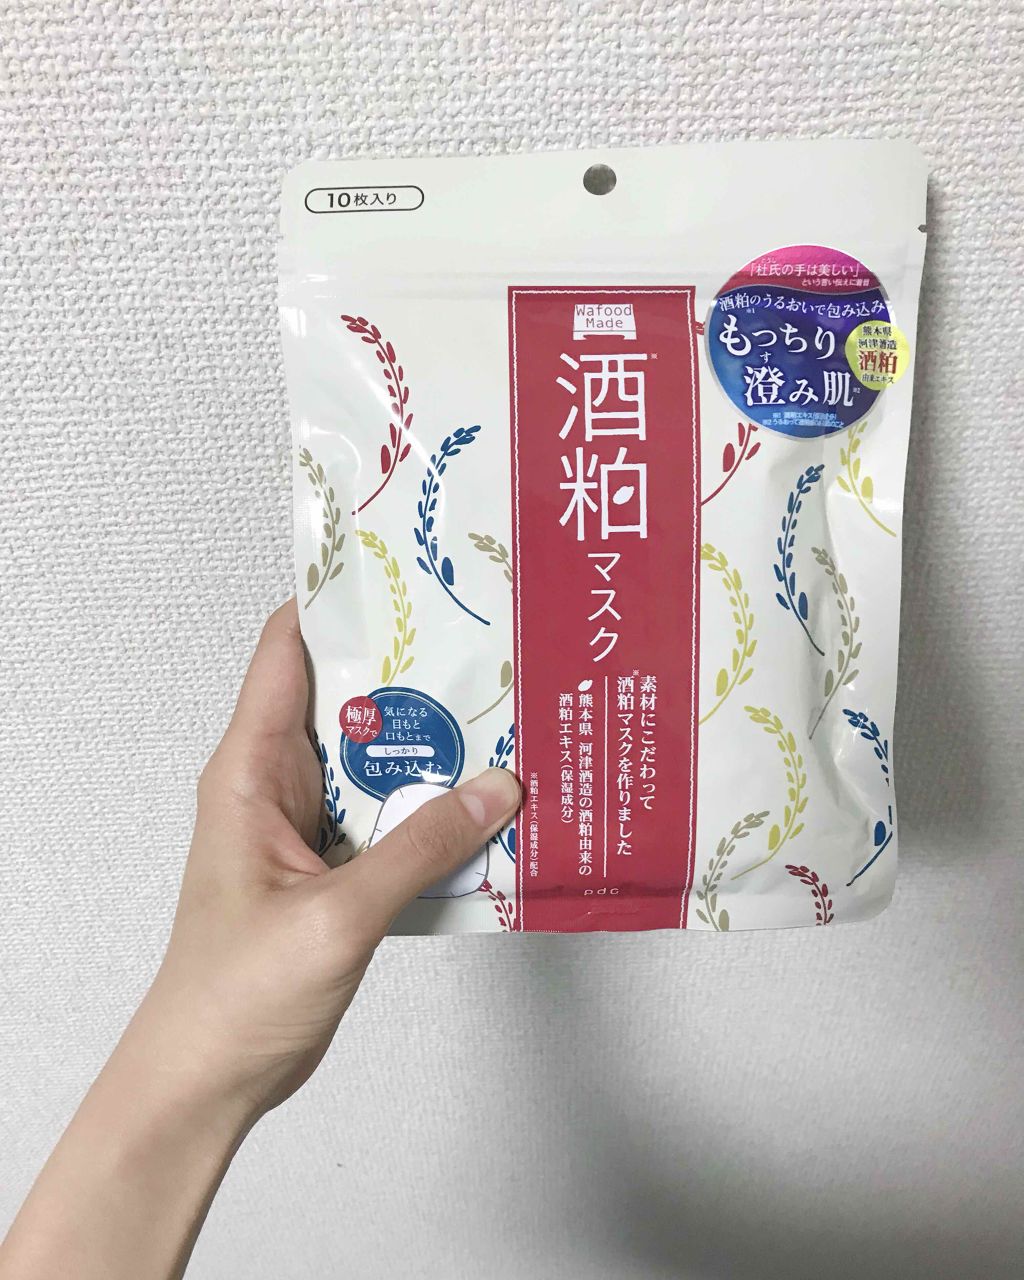 10枚入り
「杜氏の手は美しい」
とうじ
という言い伝えに着目
酒粕のうるおいで包み込み
※1
もっちり
す
澄み肌
※2
熊本県
河津酒造
酒粕
由来エキス
Wafood
Made
酒粕
※
マスク
素材にこだわって
※
酒粕マスクを作りました
熊本県 河津酒造の酒粕由来の
酒粕エキス(保湿成分)
※酒粕エキス(保湿成分)配合
pdc
極厚
マスクで
気になる
目もと
口もとまで
しっかり
包み込む